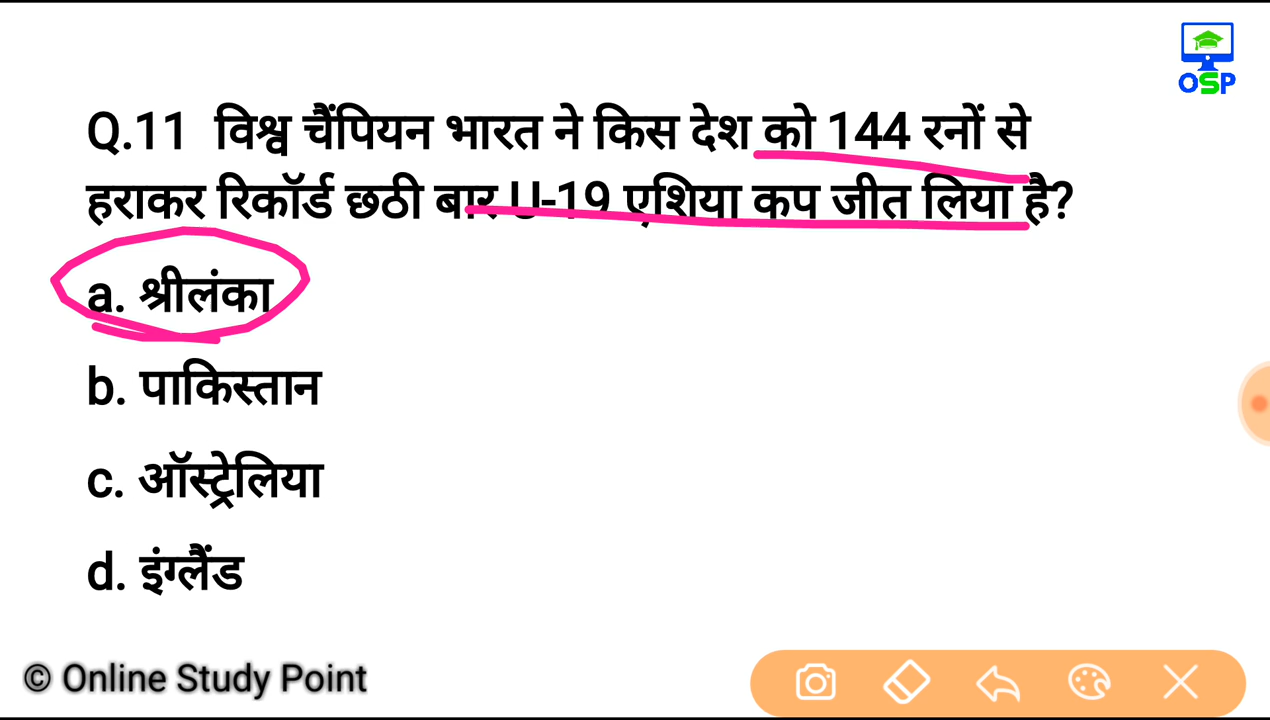 OSP
Q.11 विश्व चैंपियन भारत ने किस देश को 144 रनों से
हराकर रिकॉर्ड छठी बार U-19 एशिया कप जीत लिया है?
a. श्रीलंका
b. पाकिस्तान
c. ऑस्ट्रेलिया
d. इंग्लैंड
© Online Study Point